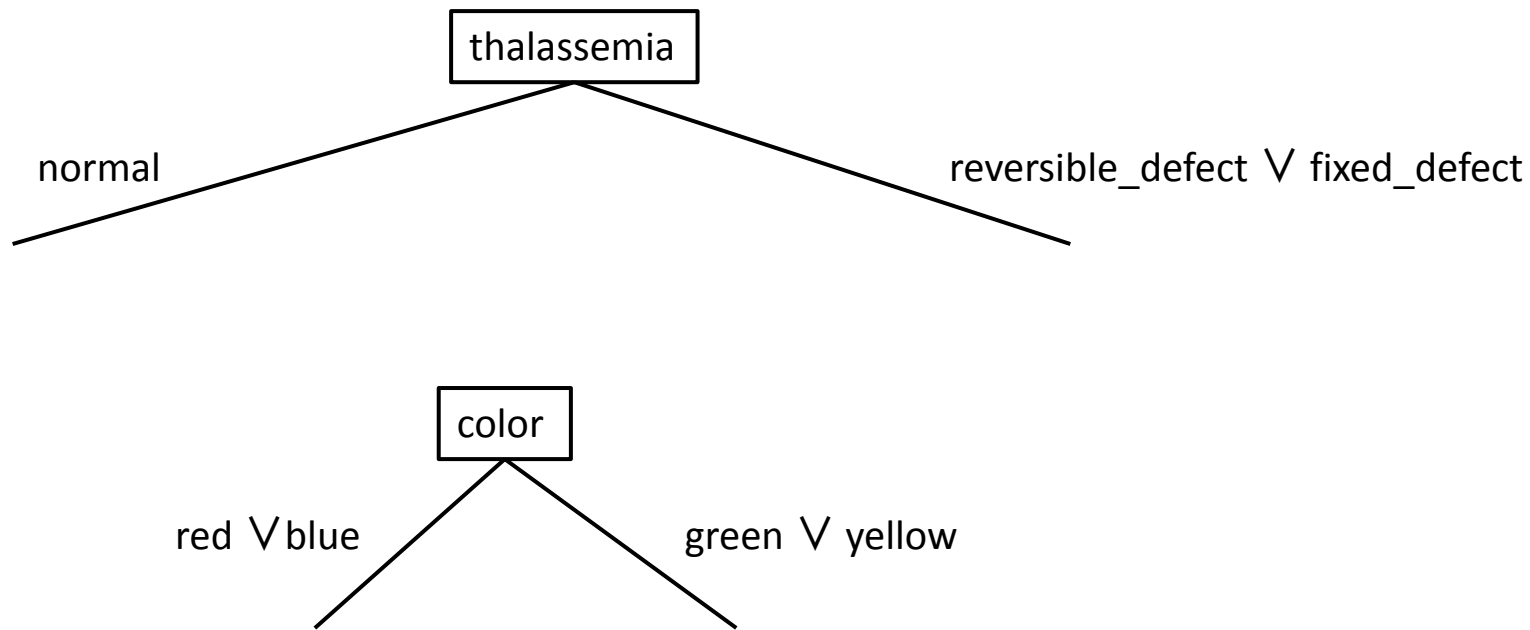 thalassemia
normal
reversible_defect ∨ fixed_defect
color
red ∨ blue
green ∨ yellow